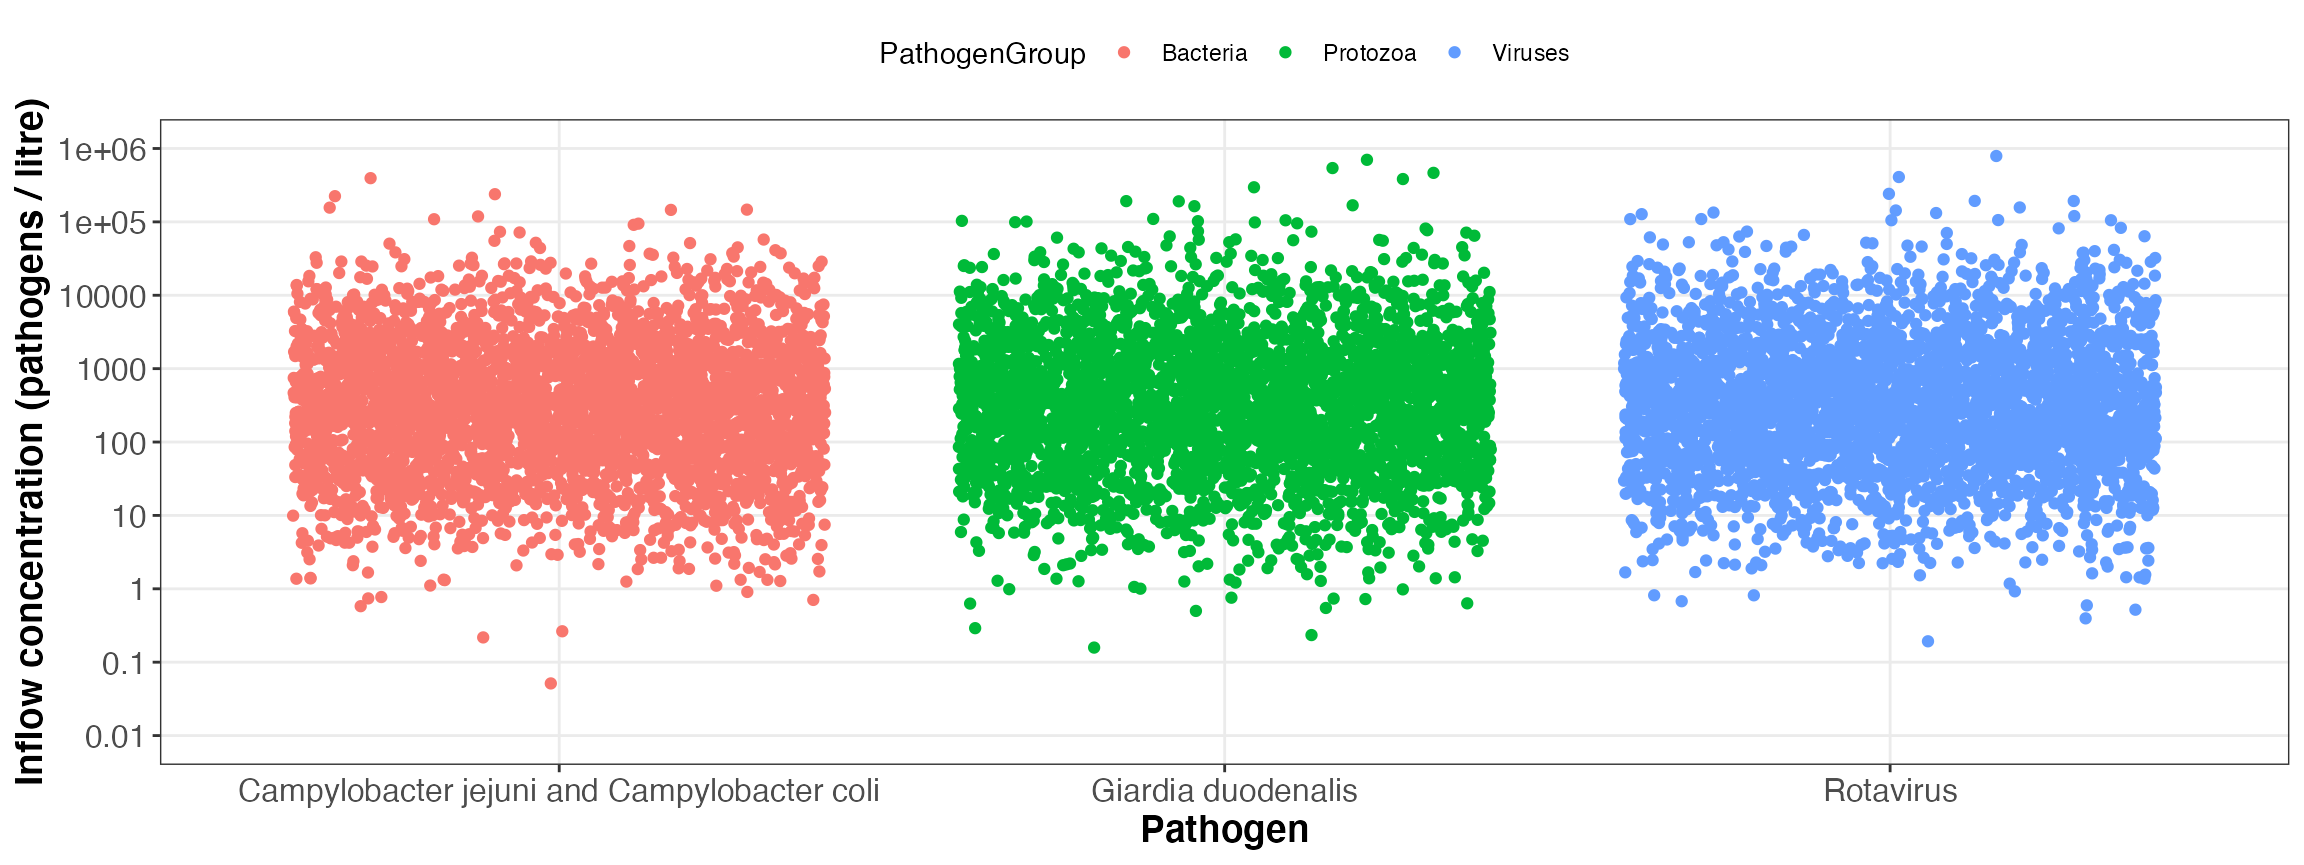 PathogenGroup Bacteria Protozoa Viruses
Inflow concentration (pathogens / litre)
1e+06
1e+05
10000
1000
100
10
1
0.1
0.01
Campylobacter jejuni and Campylobacter coli Giardia duodenalis Rotavirus
Pathogen